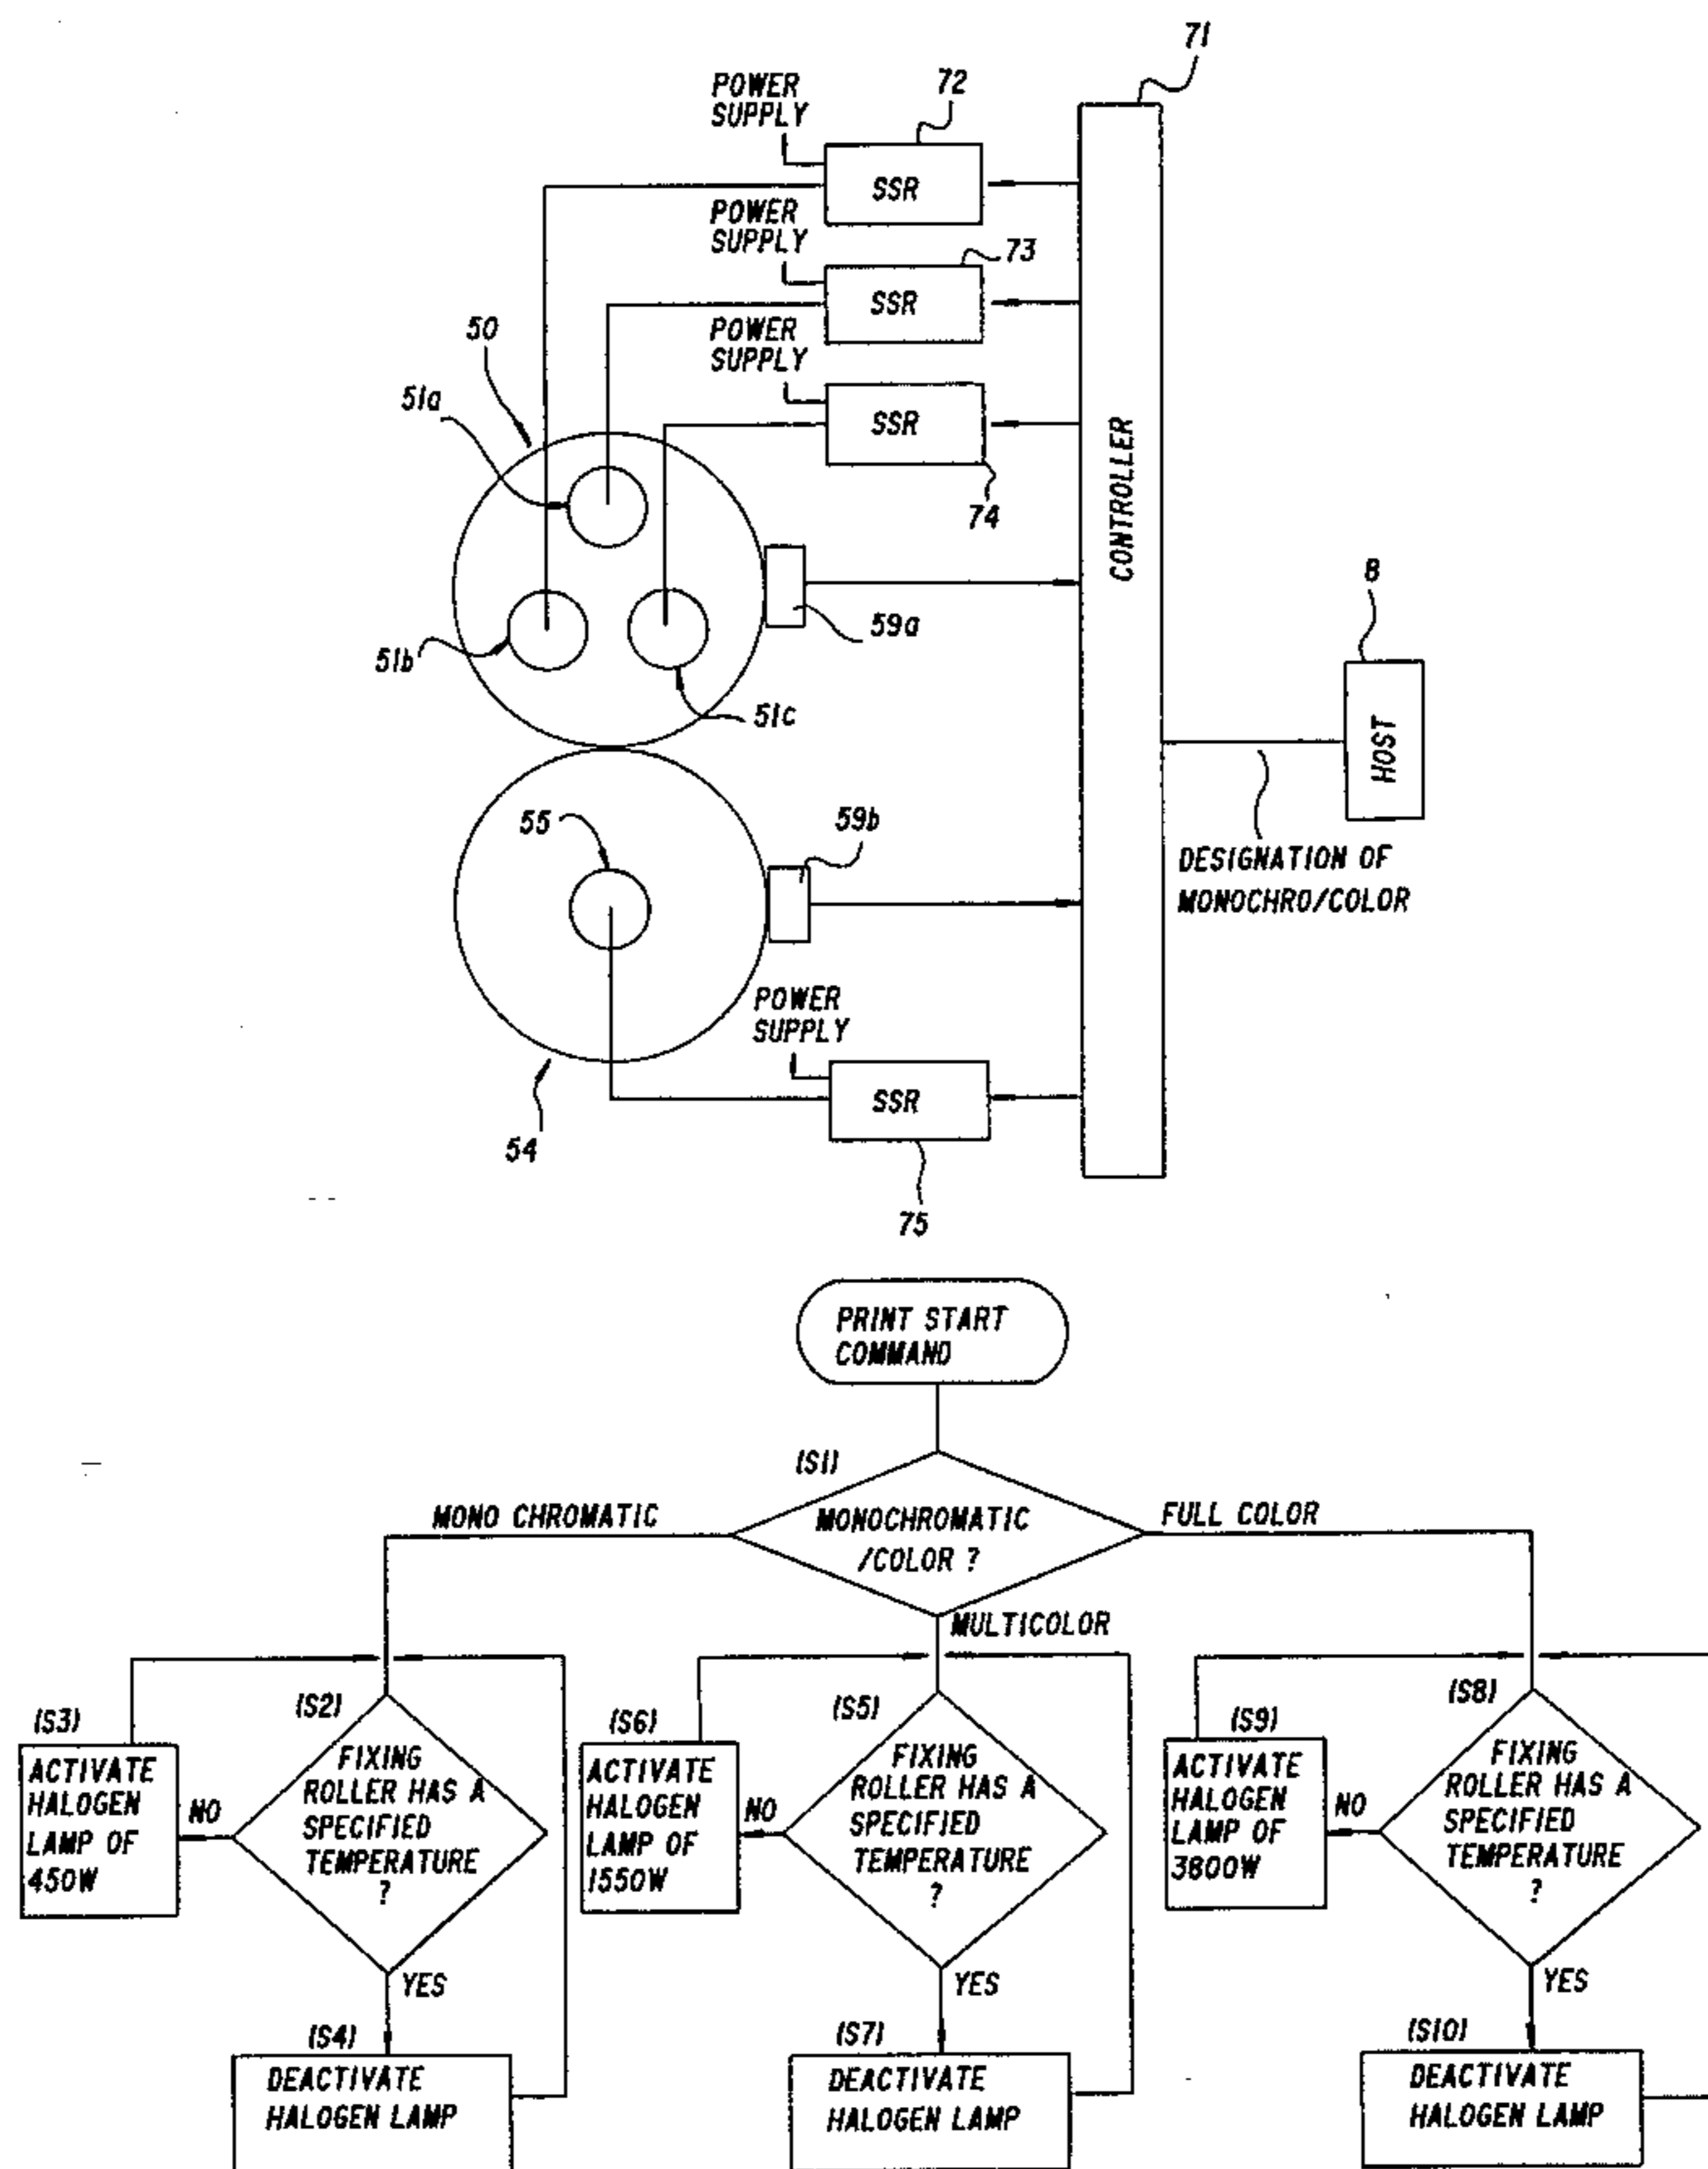 71
72
POWER
SUPPLY
SSR
POWER
SUPPLY
73
SSR
50
POWER
SUPPLY
51a
SSR
74
CONTROLLER
8
59a
51b
51c
HOST
55
59b
DESIGNATION OF
MONOCHRO/COLOR
POWER
SUPPLY
SSR
54
75
PRINT START
COMMAND
(S1)
MONO CHROMATIC
MONOCHROMATIC
/COLOR ?
FULL COLOR
MULTICOLOR
(S3)
ACTIVATE
HALOGEN
LAMP OF
450W
NO
(S2)
FIXING
ROLLER HAS A
SPECIFIED
TEMPERATURE
?
YES
(S4)
DEACTIVATE
HALOGEN LAMP
(S6)
ACTIVATE
HALOGEN
LAMP OF
1550W
NO
(S5)
FIXING
ROLLER HAS A
SPECIFIED
TEMPERATURE
?
YES
(S7)
DEACTIVATE
HALOGEN LAMP
(S9)
ACTIVATE
HALOGEN
LAMP OF
3800W
NO
(S8)
FIXING
ROLLER HAS A
SPECIFIED
TEMPERATURE
?
YES
(S10)
DEACTIVATE
HALOGEN LAMP